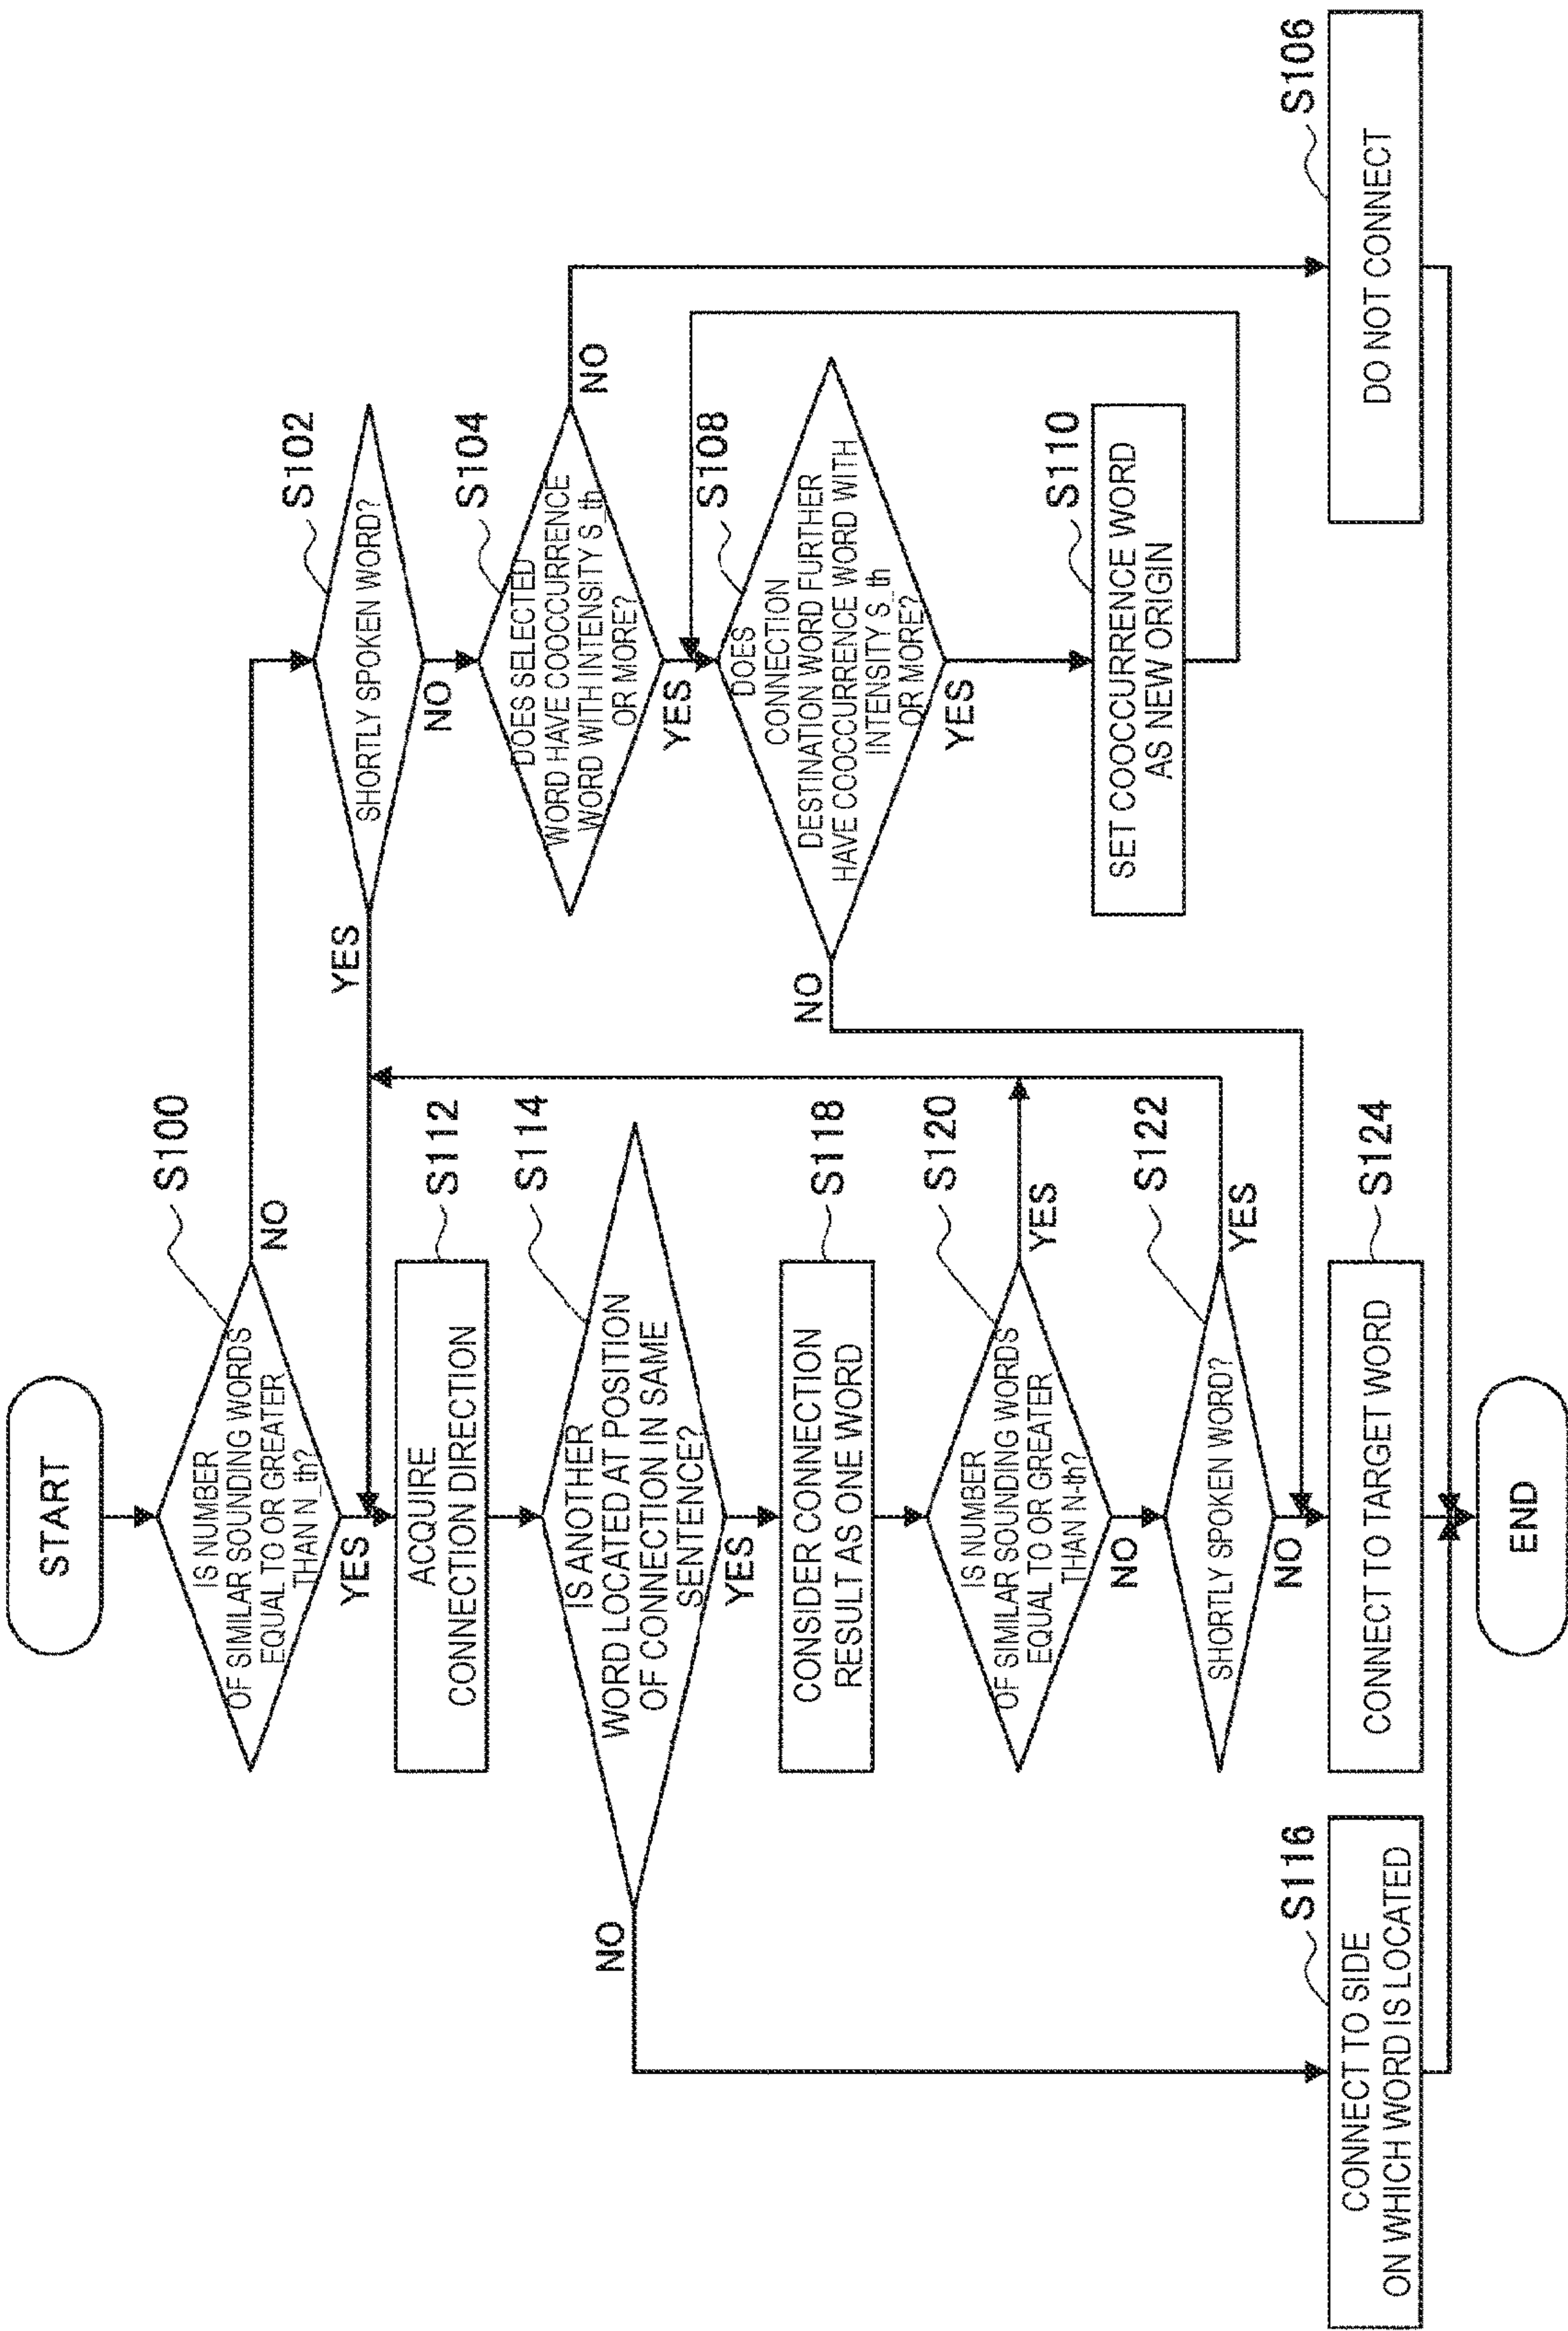 START
S100
IS NUMBER
OF SIMILAR SOUNDING WORDS
EQUAL TO OR GREATER
THAN N_th?
NO
YES
S102
SHORTLY SPOKEN WORD?
YES
NO
S104
DOES SELECTED
WORD HAVE COOCCURRENCE
WORD WITH INTENSITY S_th
OR MORE?
NO
YES
S108
DOES
CONNECTION
DESTINATION WORD FURTHER
HAVE COOCCURRENCE WORD WITH
INTENSITY S_th
OR MORE?
NO
YES
S110
SET COOCCURRENCE WORD
AS NEW ORIGIN
S106
DO NOT CONNECT
S112
ACQUIRE
CONNECTION DIRECTION
S114
IS ANOTHER
WORD LOCATED AT POSITION
OF CONNECTION IN SAME
SENTENCE?
NO
YES
S118
CONSIDER CONNECTION
RESULT AS ONE WORD
S120
IS NUMBER
OF SIMILAR SOUNDING WORDS
EQUAL TO OR GREATER
THAN N-th?
YES
NO
S122
SHORTLY SPOKEN WORD?
YES
NO
S116
CONNECT TO SIDE
ON WHICH WORD IS LOCATED
S124
CONNECT TO TARGET WORD
END